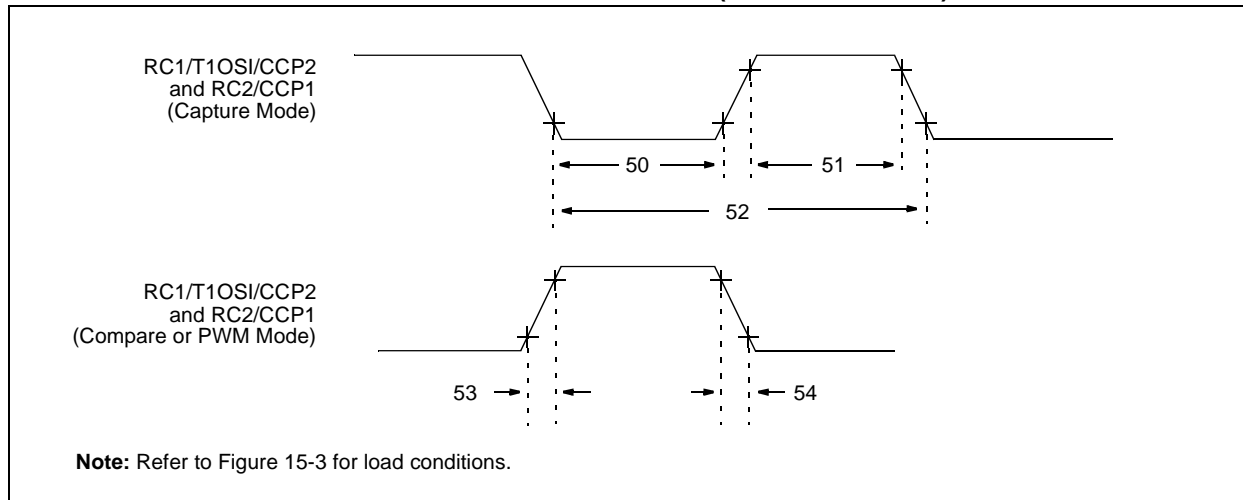 RC1/T1OSI/CCP2
and RC2/CCP1
(Capture Mode)
50
51
52
RC1/T1OSI/CCP2
and RC2/CCP1
(Compare or PWM Mode)
53
54
Note: Refer to Figure 15-3 for load conditions.